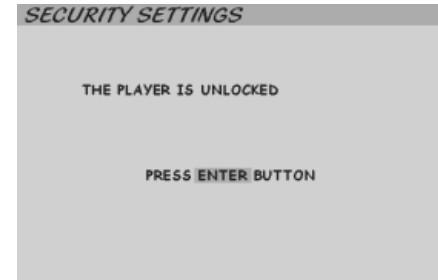 SECURITY SETTINGS
THE PLAYER IS UNLOCKED
PRESS ENTER BUTTON